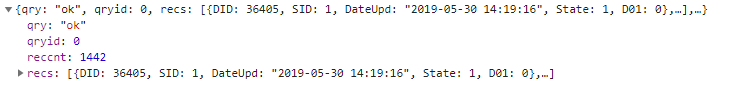 ▼{qry: "ok", qryid: 0, recs: [{DID: 36405, SID: 1, DateUpd: "2019-05-30 14:19:16", State: 1, D01: 0},…],…}
qry: "ok"
qryid: 0
reccnt: 1442
▶recs: [{DID: 36405, SID: 1, DateUpd: "2019-05-30 14:19:16", State: 1, D01: 0},…]